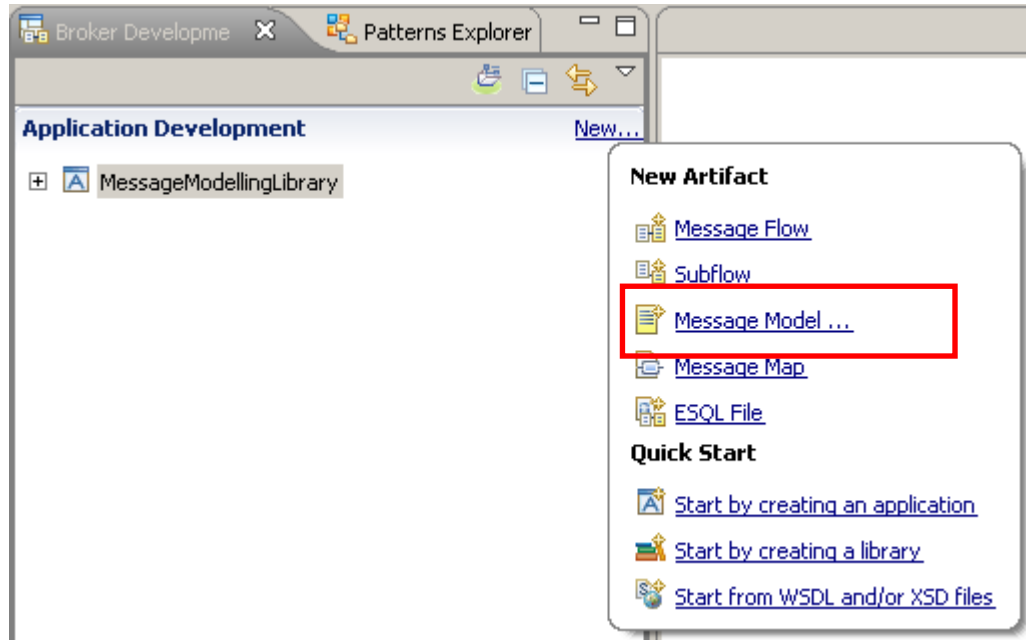 Broker Developme Patterns Explorer
Application Development New...
MessageModellingLibrary
New Artifact
Message Flow
Subflow
Message Model ...
Message Map
ESQL File
Quick Start
Start by creating an application
Start by creating a library
Start from WSDL and/or XSD files